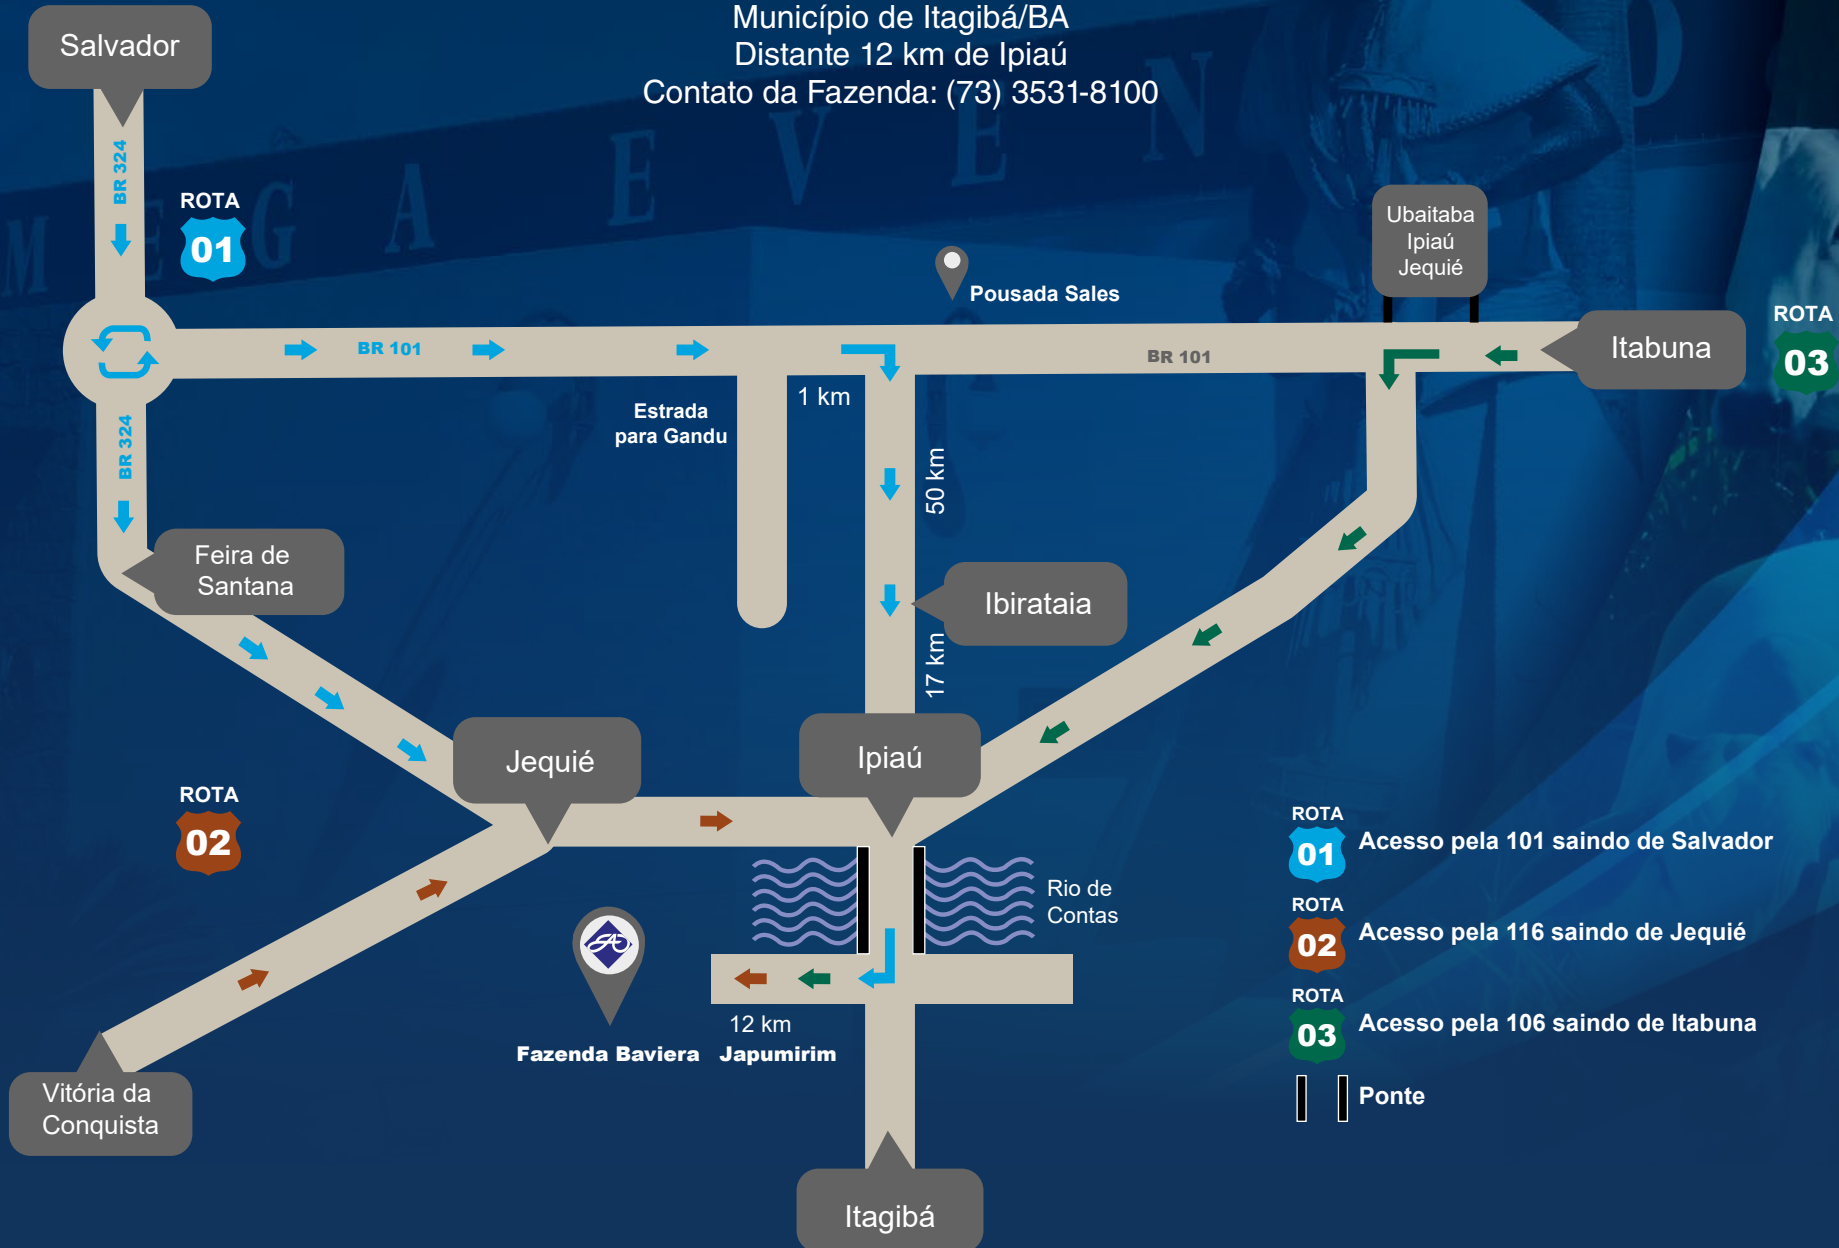 Município de Itagibá/BA
Distante 12 km de Ipiaú
Contato da Fazenda: (73) 3531-8100
Salvador
BR 324
ROTA
01
MEGA EVENTO
Ubaitaba
Ipiaú
Jequié
Pousada Sales
ROTA
03
Itabuna
BR 101
BR 101
1 km
Estrada
para Gandu
BR 324
50 km
Feira de
Santana
Ibirataia
17 km
Jequié
Ipiaú
ROTA
02
Rio de
Contas
12 km
Fazenda Baviera
Japumirim
Vitória da
Conquista
Itagibá
ROTA
01
Acesso pela 101 saindo de Salvador
ROTA
02
Acesso pela 116 saindo de Jequié
ROTA
03
Acesso pela 106 saindo de Itabuna
Ponte